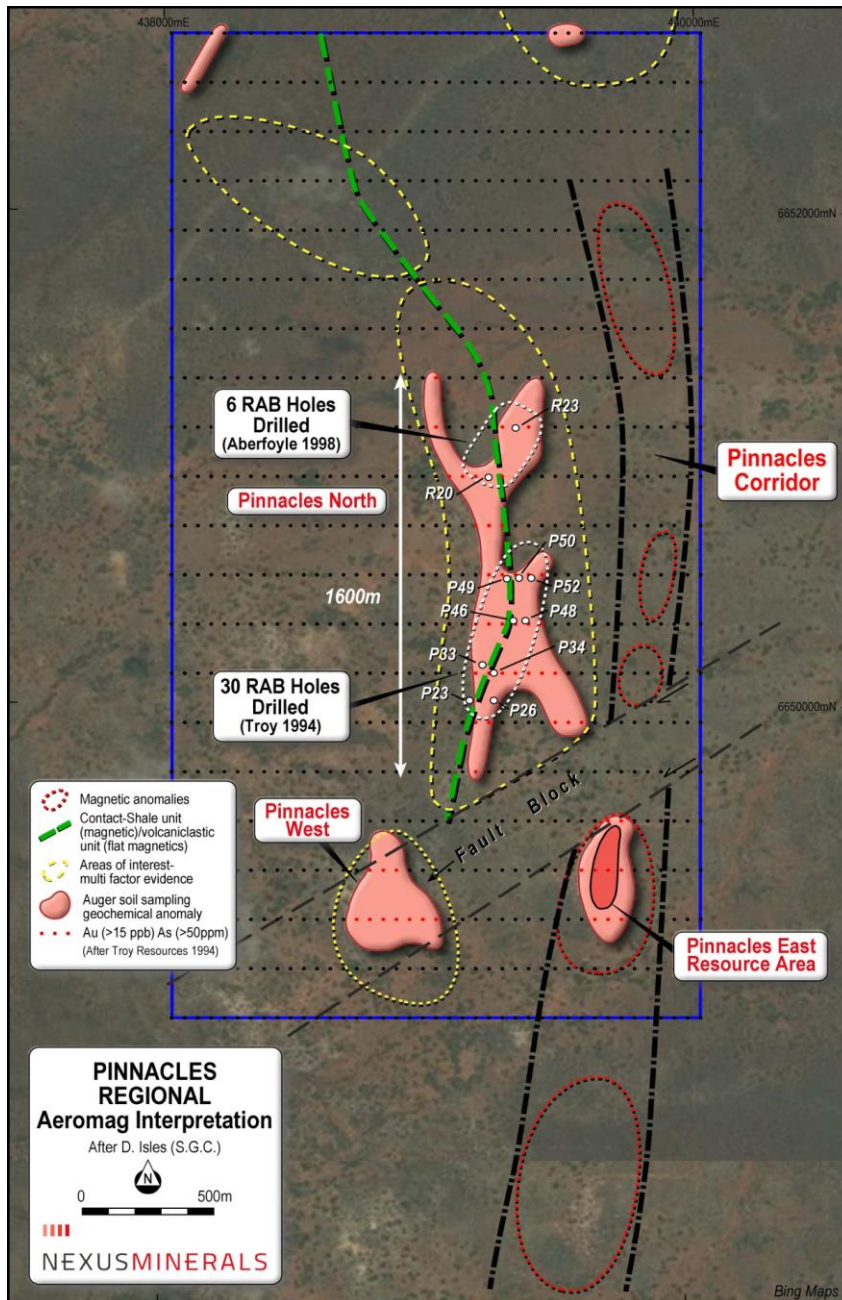 438000mE
440000mE
6652000mN
6 RAB Holes
Drilled
(Aberfoyle 1998)
R23
Pinnacles
Corridor
R20
Pinnacles North
P50
P49
P52
1600m
P46
P48
P33
P34
30 RAB Holes
Drilled
(Troy 1994)
P23
P26
6650000mN
Magnetic anomalies
Contact-Shale unit
(magnetic)/volcaniclastic
unit (flat magnetics)
Areas of interest-
multi factor evidence
Auger soil sampling
geochemical anomaly
Au (>15 ppb) As (>50ppm)
(After Troy Resources 1994)
Pinnacles
West
Fault Block
Pinnacles East
Resource Area
PINNACLES
REGIONAL
Aeromag Interpretation
After D. Isles (S.G.C.)
N
0 500m
NEXUSMINERALS
Bing Maps